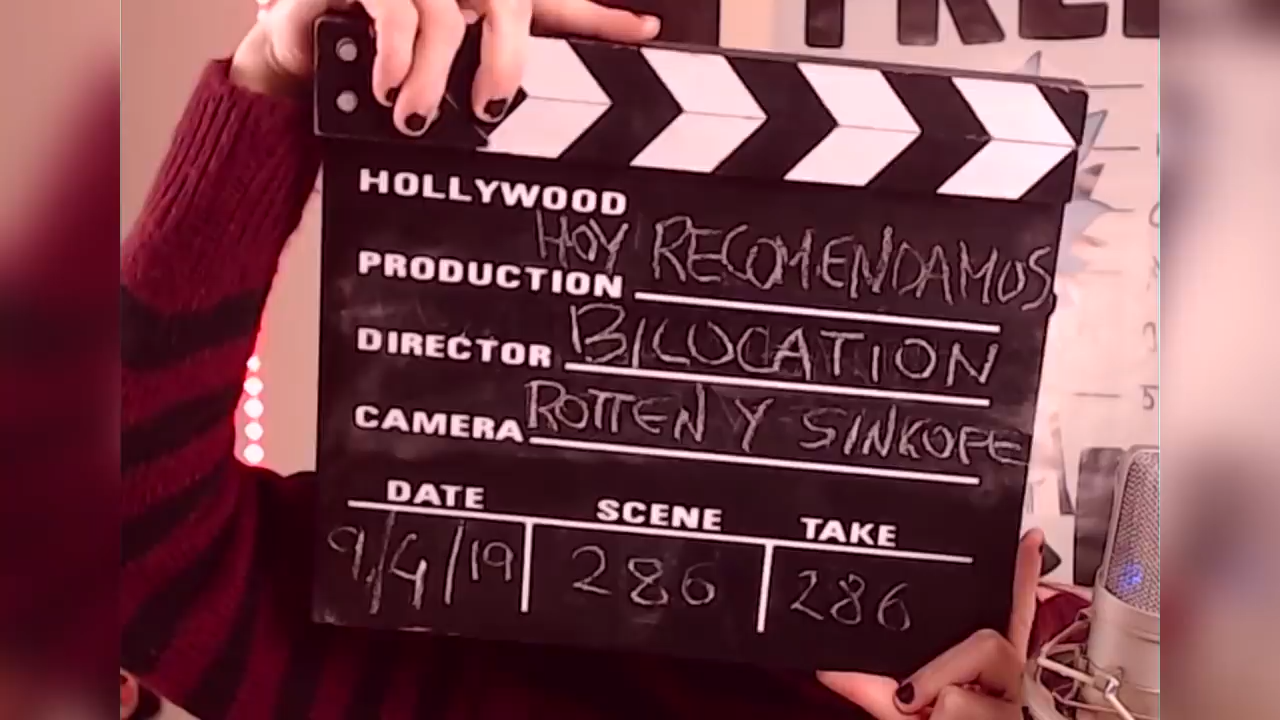 HOLLYWOOD
HOY RECOMENDAMOS
PRODUCTION
BILOCATION
DIRECTOR
ROTTEN Y SINKOPE
CAMERA
DATE SCENE TAKE
9/4/19 286 286